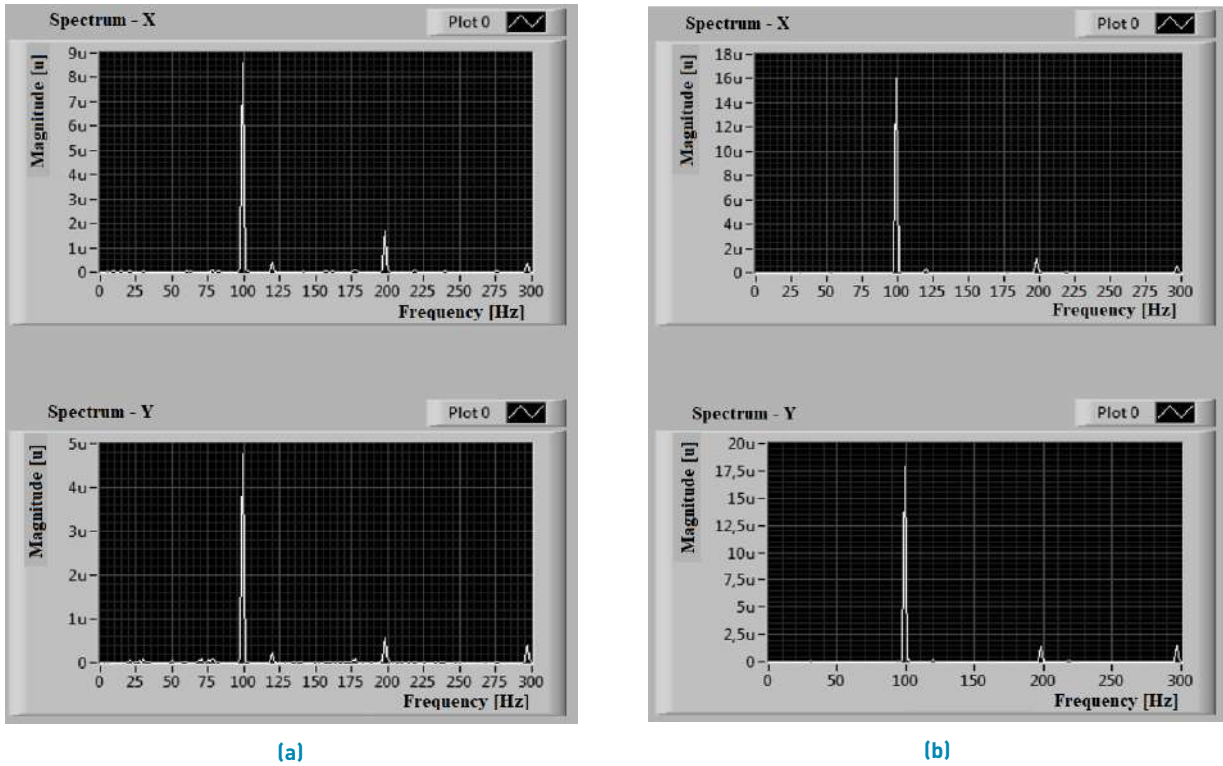 Spectrum - X
Plot 0
Magnitude [u]
9u
8u
7u
6u
5u
4u
3u
2u
1u
0
0 25 50 75 100 125 150 175 200 225 250 275 300
Frequency [Hz]
Spectrum - Y
Plot 0
Magnitude [u]
5u
4u
3u
2u
1u
0
0 25 50 75 100 125 150 175 200 225 250 275 300
Frequency [Hz]
(a)
Spectrum - X
Plot 0
Magnitude [u]
18u
16u
14u
12u
10u
8u
6u
4u
2u
0
0 25 50 75 100 125 150 175 200 225 250 275 300
Frequency [Hz]
Spectrum - Y
Plot 0
Magnitude [u]
20u
17,5u
15u
12,5u
10u
7,5u
5u
2,5u
0
0 50 100 150 200 250 300
Frequency [Hz]
(b)